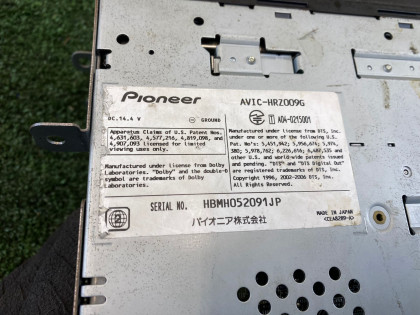 Pioneer
DC.14.4 V
GROUND
Apparatus Claims of U.S. Patent Nos.
4,631,603, 4,577,216, 4,819,098, and
4,907,093 licensed for limited
viewing uses only.
Manufactured under license from Dolby
Laboratories. "Dolby" and the double-D
symbol are trademarks of Dolby
Laboratories.
AVIC-HRZ009G
A04-0215001
Manufactured under license from DTS, Inc.
under one or more of the following U.S.
Pat. No's: 5,451,942; 5,956,674; 5,974,
380; 5,978,762; 6,226,616; 6,487,535 and
other U.S. and world-wide patents issued
and pending. "DTS" and "DTS Digital Out"
are registered trademarks of DTS, Inc.
Copyright 1996, 2002-2006 DTS, Inc.
All Rights Reserved.
SERIAL NO. HBMH052091JP
パイオニア株式会社
MADE IN JAPAN